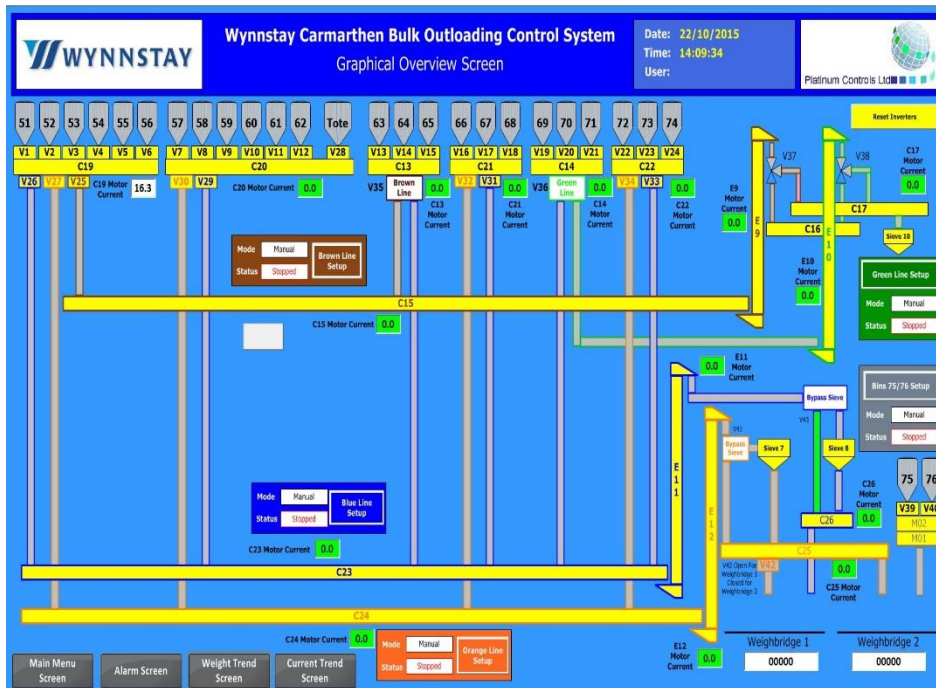 WYNNSTAY
Wynnstay Carmarthen Bulk Outloading Control System
Graphical Overview Screen
Date: 22/10/2015
Time: 14:09:34
User:
Platinum Controls Ltd
51 52 53 54 55 56 57 58 59 60 61 62 Tote 63 64 65 66 67 68 69 70 71 72 73 74
Reset Inverters
V1 V2 V3 V4 V5 V6 V7 V8 V9 V10 V11 V12 V28 V13 V14 V15 V16 V17 V18 V19 V20 V21 V22 V23 V24
C19 C20 C13 C21 C14 C22
V26 V27 V25 C19 Motor Current 16.3
V30 V29 C20 Motor Current 0.0
V35 Brown Line 0.0 C13 Motor Current
V32 V31 0.0 C21 Motor Current
V36 Green Line 0.0 C14 Motor Current
V34 V33 0.0 C22 Motor Current
V37 V38
C17 Motor Current 0.0
E9 Motor Current 0.0
E9
C17
C16
E10
Sieve 10
E10 Motor Current 0.0
Mode Manual
Status Stopped
Brown Line Setup
Green Line Setup
Mode Manual
Status Stopped
C15
C15 Motor Current 0.0
0.0 E11 Motor Current
Bins 75/76 Setup
Mode Manual
Status Stopped
Bypass Sieve
V43
V41
Bypass Sieve
Sieve 7
Sieve 8
E11
E12
75 76
V39 V40
M02
M01
C26 Motor Current 0.0
C26
Mode Manual
Status Stopped
Blue Line Setup
C23 Motor Current 0.0
C23
C25
V42 Open For
Weighbridge 1
Closed for
Weighbridge 2
V42
0.0
C25 Motor Current
C24
C24 Motor Current 0.0
Mode Manual
Status Stopped
Orange Line Setup
E12 Motor Current 0.0
Weighbridge 1
00000
Weighbridge 2
00000
Main Menu Screen
Alarm Screen
Weight Trend Screen
Current Trend Screen